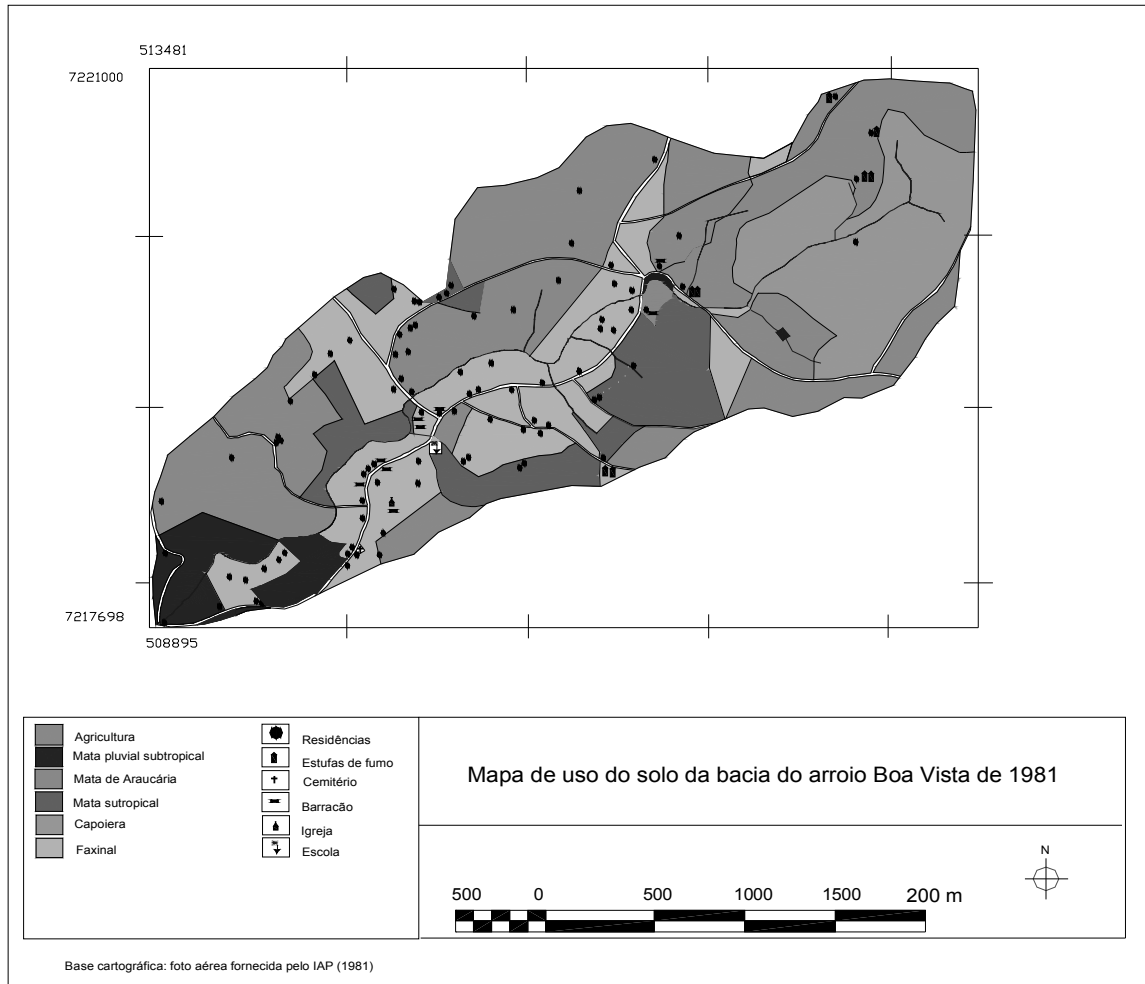 513481
7221000
7217698
508895
Agricultura
Mata pluvial subtropical
Mata de Araucária
Mata sutropical
Capoiera
Faxinal
Residências
Estufas de fumo
Cemitério
Barracão
Igreja
Escola
Mapa de uso do solo da bacia do arroio Boa Vista de 1981
N
500 0 500 1000 1500 200 m
Base cartográfica: foto aérea fornecida pelo IAP (1981)